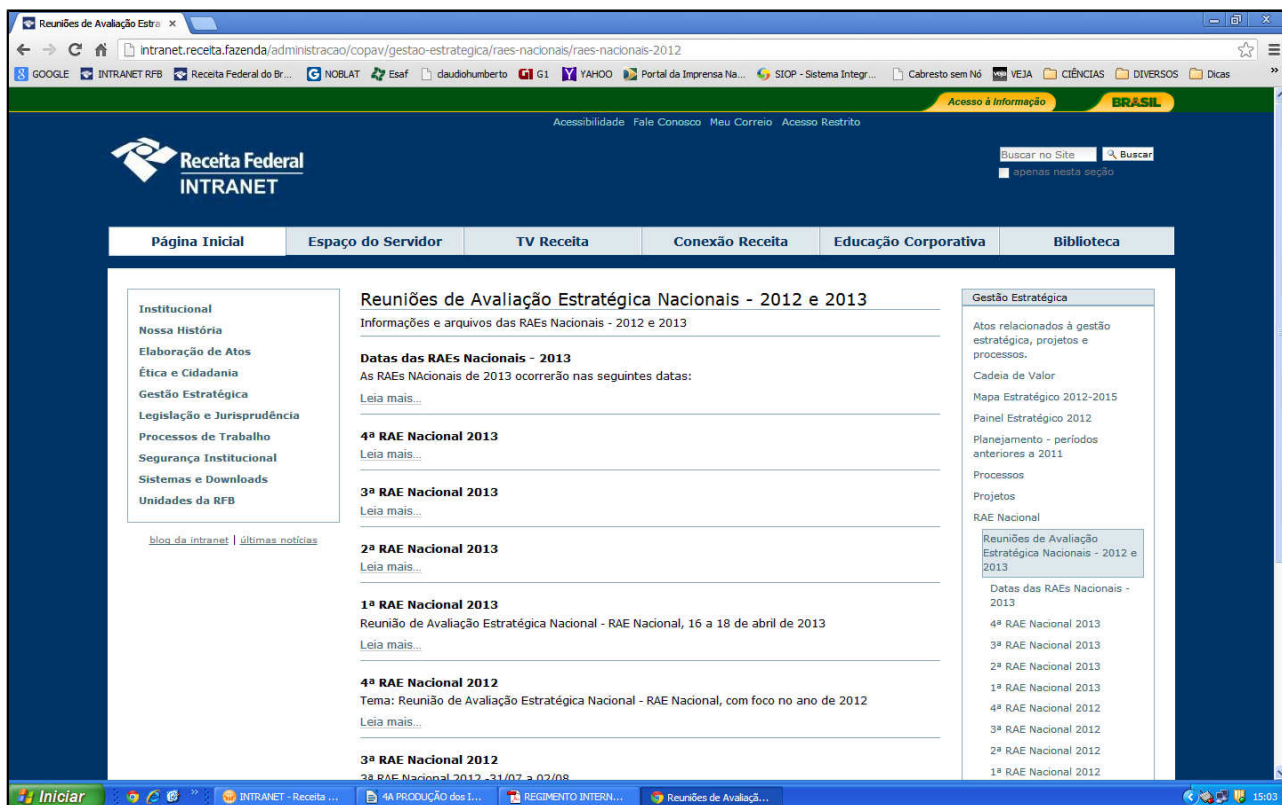 Reuniões de Avaliação Estra
intranet.receita.fazenda/administracao/copav/gestao-estrategica/raes-nacionais/raes-nacionais-2012
GOOGLE INTRANET RFB Receita Federal do Br... NOBLAT Esaf claudiohumberto G1 YAHOO Portal da Imprensa Na... SIOP - Sistema Integr... Cabresto sem Nó VEJA CIÊNCIAS DIVERSOS Dicas »
Acesso à Informação BRASIL
Acessibilidade Fale Conosco Meu Correio Acesso Restrito
Receita Federal
INTRANET
Buscar no Site Buscar
apenas nesta seção
Página Inicial Espaço do Servidor TV Receita Conexão Receita Educação Corporativa Biblioteca
Institucional
Nossa História
Elaboração de Atos
Ética e Cidadania
Gestão Estratégica
Legislação e Jurisprudência
Processos de Trabalho
Segurança Institucional
Sistemas e Downloads
Unidades da RFB
blog da intranet | últimas notícias
Reuniões de Avaliação Estratégica Nacionais - 2012 e 2013
Informações e arquivos das RAEs Nacionais - 2012 e 2013
Datas das RAEs Nacionais - 2013
As RAEs NAcionais de 2013 ocorrerão nas seguintes datas:
Leia mais...
4ª RAE Nacional 2013
Leia mais...
3ª RAE Nacional 2013
Leia mais...
2ª RAE Nacional 2013
Leia mais...
1ª RAE Nacional 2013
Reunião de Avaliação Estratégica Nacional - RAE Nacional, 16 a 18 de abril de 2013
Leia mais...
4ª RAE Nacional 2012
Tema: Reunião de Avaliação Estratégica Nacional - RAE Nacional, com foco no ano de 2012
Leia mais...
3ª RAE Nacional 2012
3ª RAE Nacional 2012 -31/07 a 02/08
Gestão Estratégica
Atos relacionados à gestão
estratégica, projetos e
processos.
Cadeia de Valor
Mapa Estratégico 2012-2015
Painel Estratégico 2012
Planejamento - períodos
anteriores a 2011
Processos
Projetos
RAE Nacional
Reuniões de Avaliação
Estratégica Nacionais - 2012 e
2013
Datas das RAEs Nacionais -
2013
4ª RAE Nacional 2013
3ª RAE Nacional 2013
2ª RAE Nacional 2013
1ª RAE Nacional 2013
4ª RAE Nacional 2012
3ª RAE Nacional 2012
2ª RAE Nacional 2012
1ª RAE Nacional 2012
Iniciar » INTRANET - Receita ... 4A PRODUÇÃO dos I... REGIMENTO INTERN... Reuniões de Avaliaçã... 15:03